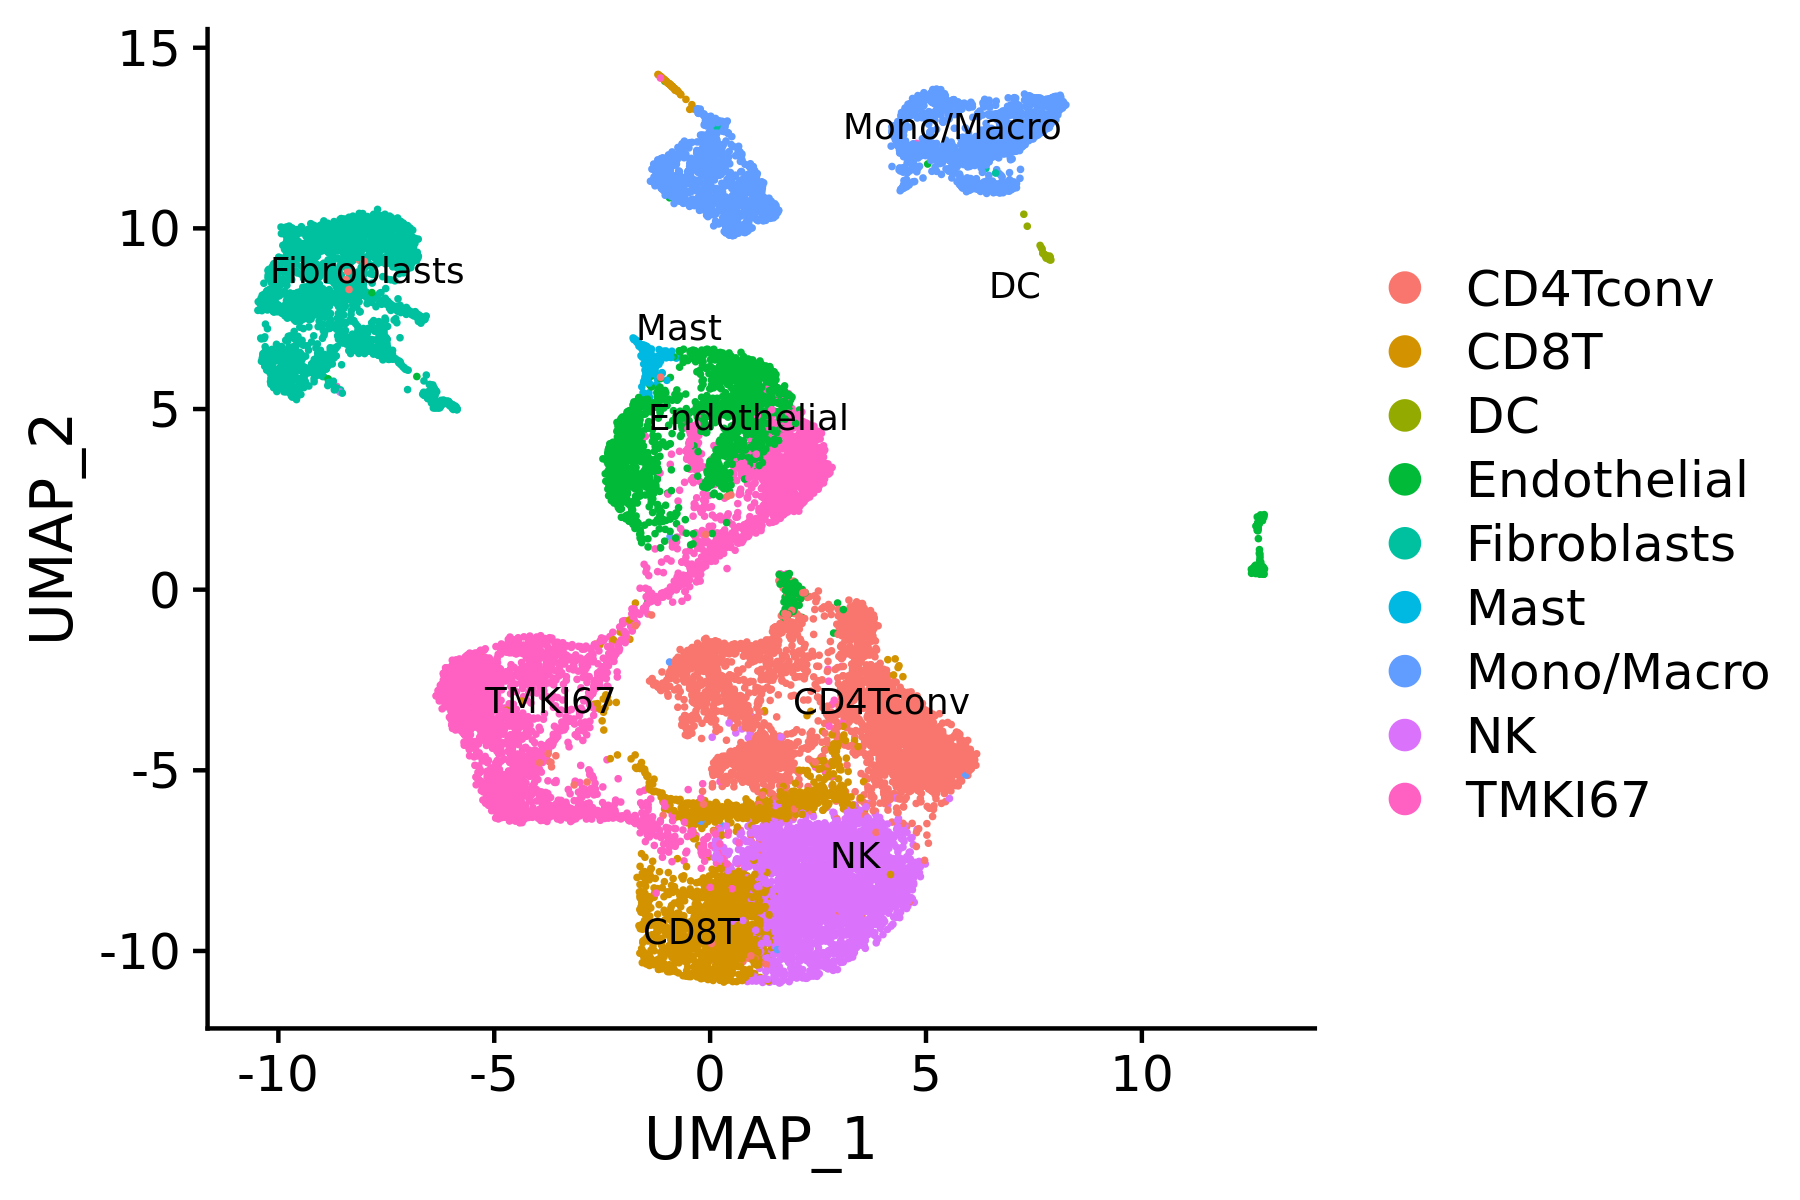 15
10
5
0
-5
-10
UMAP_2
Mono/Macro
Fibroblasts
DC
Mast
Endothelial
TMKI67
CD4Tconv
NK
CD8T
-10
-5
0
5
10
UMAP_1
CD4Tconv
CD8T
DC
Endothelial
Fibroblasts
Mast
Mono/Macro
NK
TMKI67